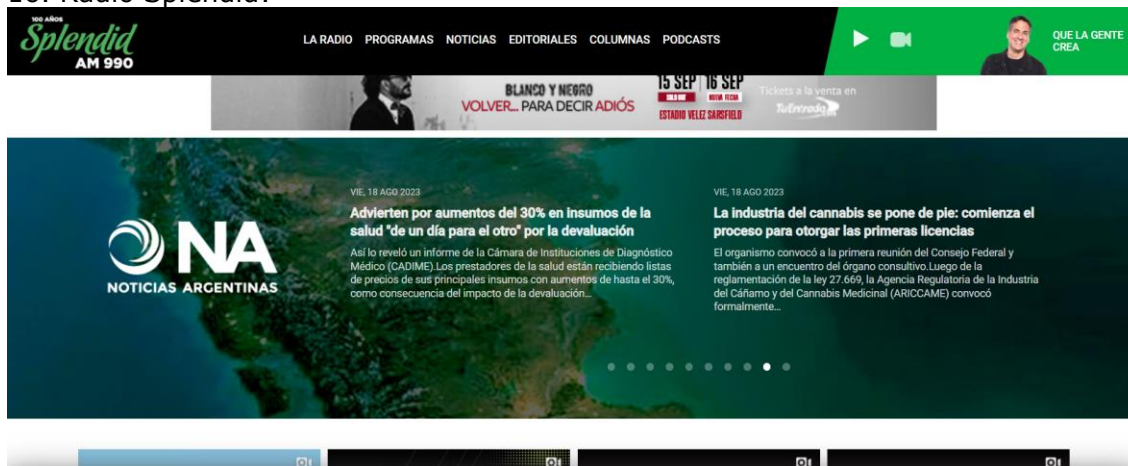 100 AÑOS
Splendid
AM 990
LA RADIO PROGRAMAS NOTICIAS EDITORIALES COLUMNAS PODCASTS
QUE LA GENTE
CREA
BLANCO Y NEGRO
VOLVER... PARA DECIR ADIÓS
15 SEP 16 SEP
NUEVA FECHA
ESTADIO VELEZ SARSFIELD
Tickets a la venta en
TuEntrada
NA
NOTICIAS ARGENTINAS
VIE, 18 AGO 2023
Advierten por aumentos del 30% en insumos de la
salud "de un día para el otro" por la devaluación
Así lo reveló un informe de la Cámara de Instituciones de Diagnóstico
Médico (CADIME).Los prestadores de la salud están recibiendo listas
de precios de sus principales insumos con aumentos de hasta el 30%,
como consecuencia del impacto de la devaluación...
VIE, 18 AGO 2023
La industria del cannabis se pone de pie: comienza el
proceso para otorgar las primeras licencias
El organismo convocó a la primera reunión del Consejo Federal y
también a un encuentro del órgano consultivo.Luego de la
reglamentación de la ley 27.669, la Agencia Regulatoria de la Industria
del Cáñamo y del Cannabis Medicinal (ARICCAME) convocó
formalmente...